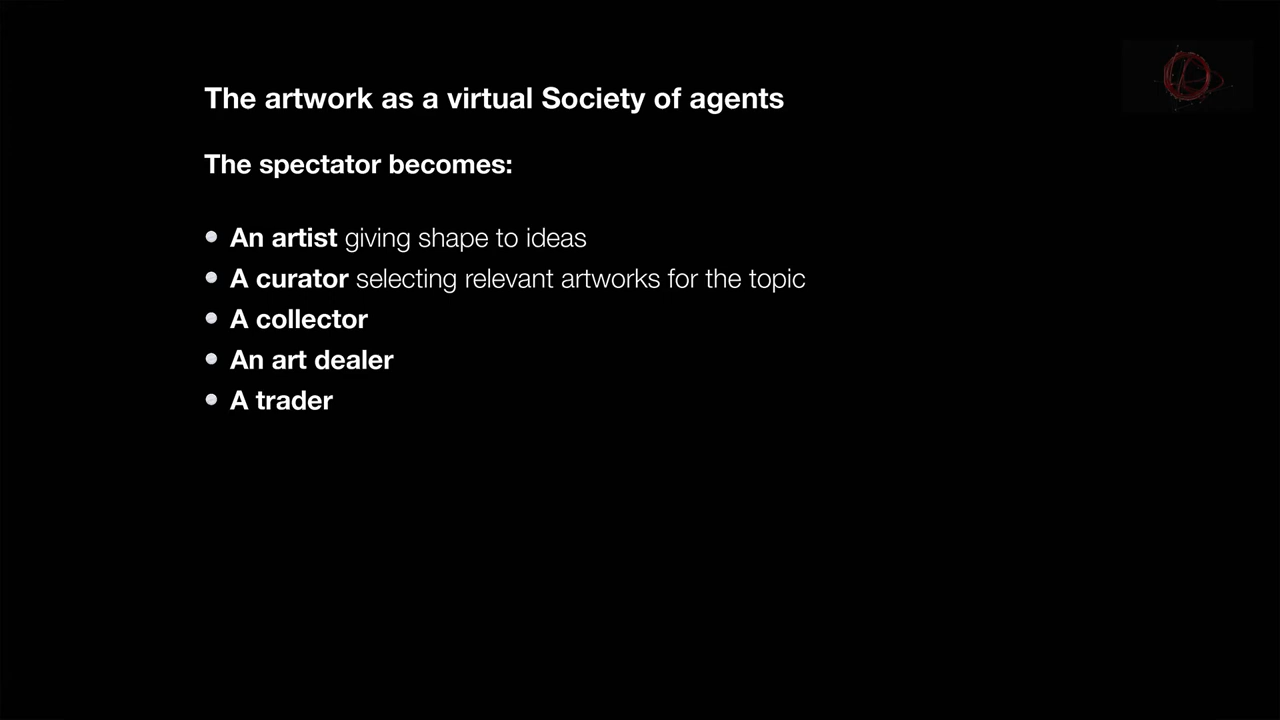 The artwork as a virtual Society of agents
The spectator becomes:
• An artist giving shape to ideas
• A curator selecting relevant artworks for the topic
• A collector
• An art dealer
• A trader